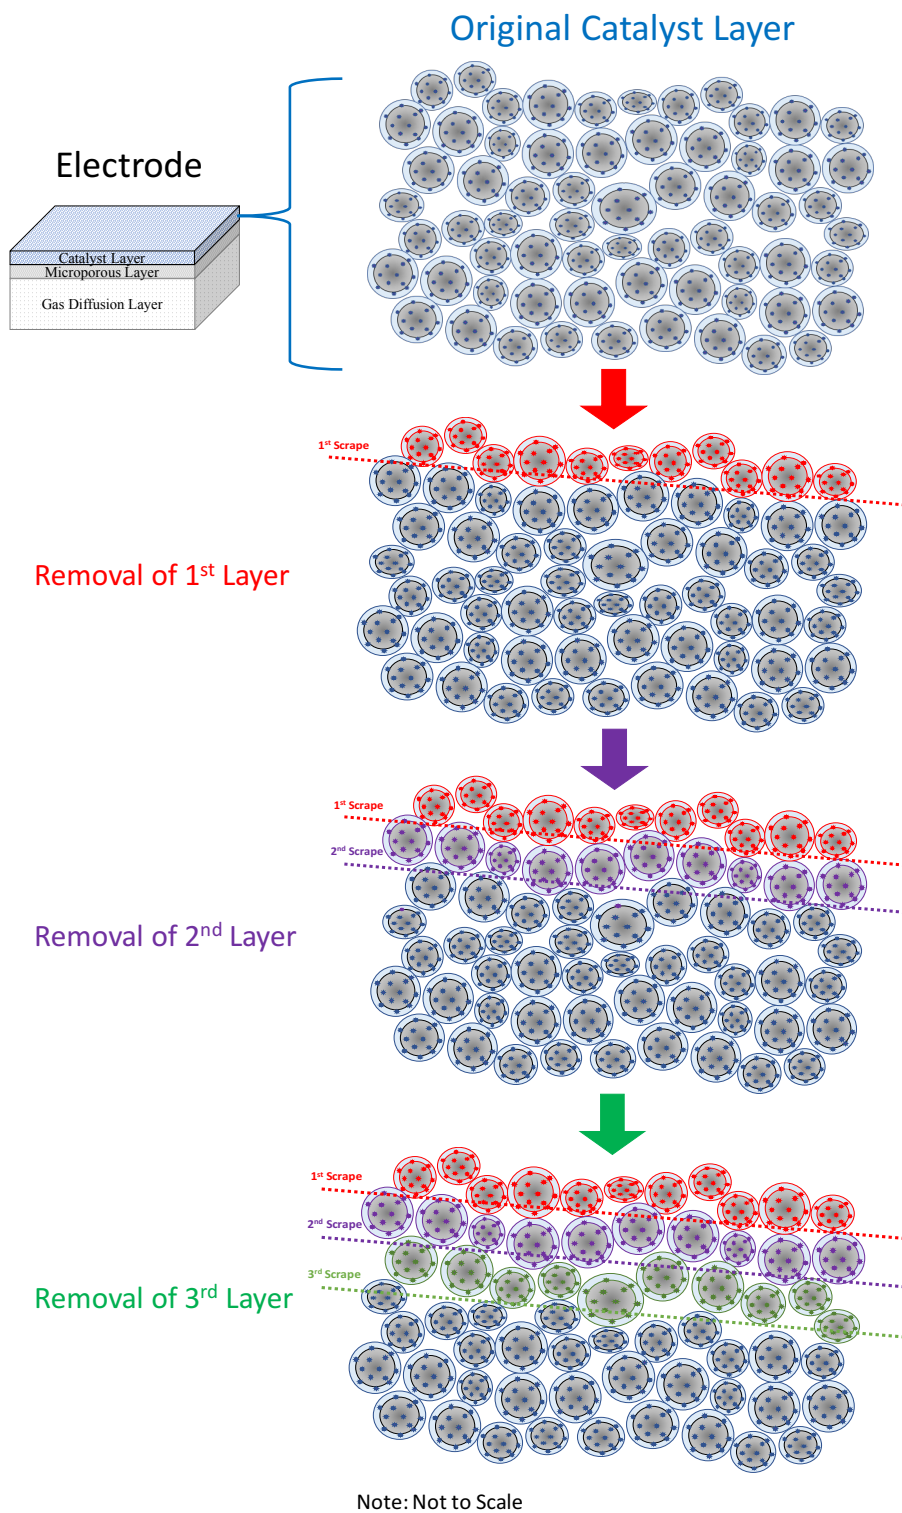 Original Catalyst Layer
Electrode
Catalyst Layer
Microporous Layer
Gas Diffusion Layer
1st Scrape
Removal of 1st Layer
1st Scrape
2nd Scrape
Removal of 2nd Layer
1st Scrape
2nd Scrape
3rd Scrape
Removal of 3rd Layer
Note: Not to Scale